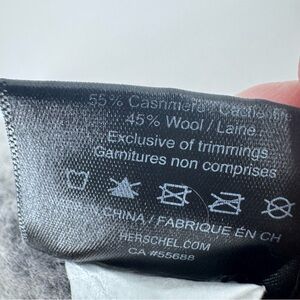 55% Cashmere /
45% Wool / Laine
Exclusive of trimmings
Garnitures non comprises
CHINA / FABRIQUE EN CH
HERSCHEL.COM
CA #55688